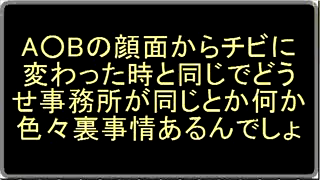 A〇Bの顔面からチビに
変わった時と同じでどう
せ事務所が同じとか何か
色々裏事情あるんでしょ